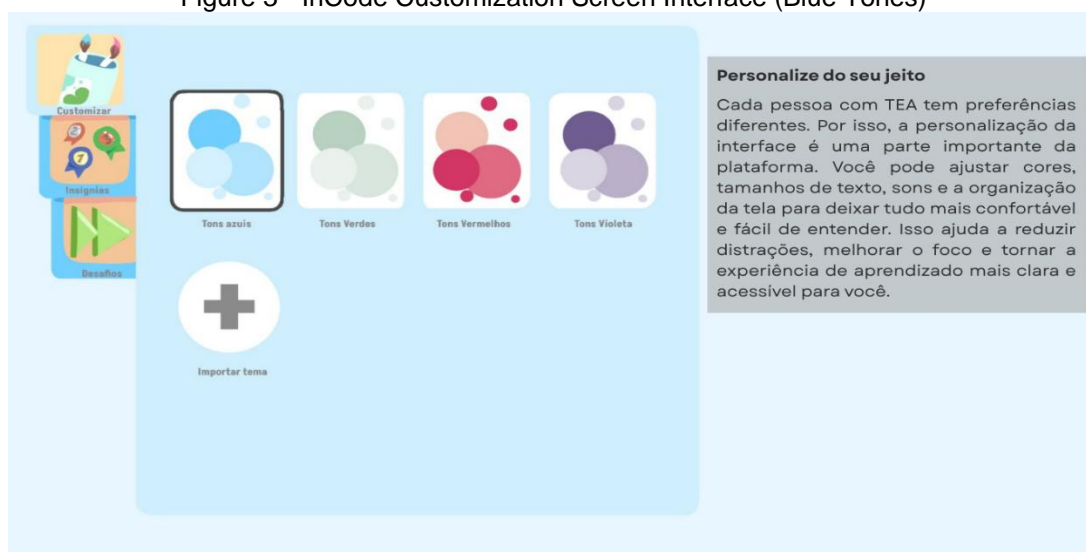 Figure 3 - InCode Customization Screen Interface (Blue Tones)
Customizar
Insígnias
Desafios
Tons azuis
Tons Verdes
Tons Vermelhos
Tons Violeta
Importar tema
Personalize do seu jeito
Cada pessoa com TEA tem preferências
diferentes. Por isso, a personalização da
interface é uma parte importante da
plataforma. Você pode ajustar cores,
tamanhos de texto, sons e a organização
da tela para deixar tudo mais confortável
e fácil de entender. Isso ajuda a reduzir
distrações, melhorar o foco e tornar a
experiência de aprendizado mais clara e
acessível para você.